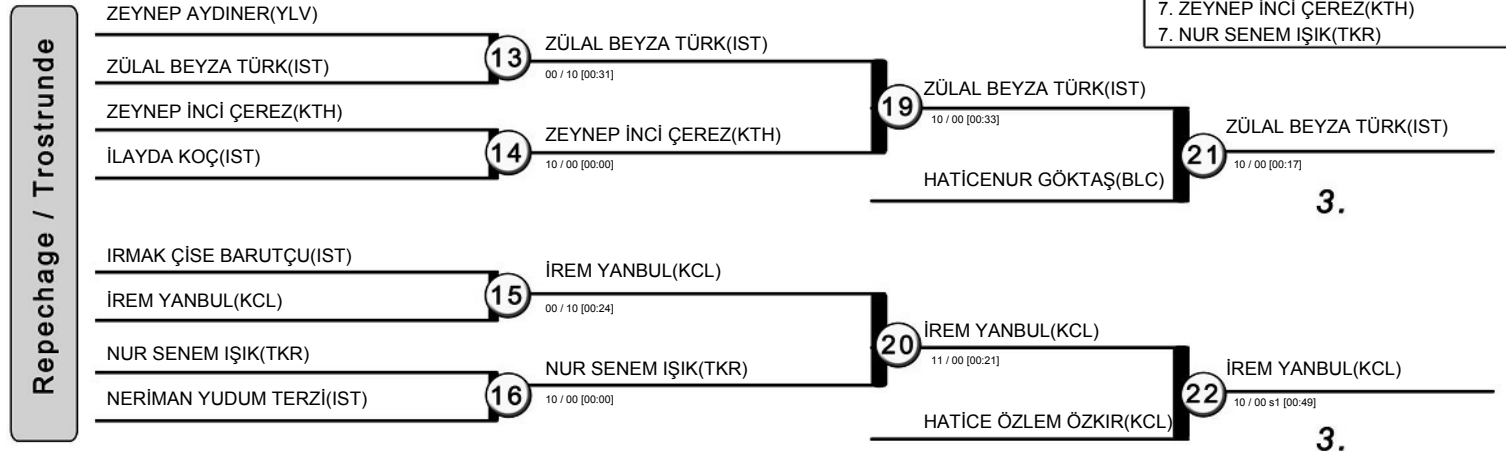 Repechage / Trostrunde
7. ZEYNEP İNCİ ÇEREZ(KTH)
7. NUR SENEM IŞIK(TKR)
ZEYNEP AYDINER(YLV)
ZÜLAL BEYZA TÜRK(IST)
13
ZÜLAL BEYZA TÜRK(IST)
00 / 10 [00:31]
ZEYNEP İNCİ ÇEREZ(KTH)
İLAYDA KOÇ(IST)
14
ZEYNEP İNCİ ÇEREZ(KTH)
10 / 00 [00:00]
19
ZÜLAL BEYZA TÜRK(IST)
10 / 00 [00:33]
HATİCENUR GÖKTAŞ(BLC)
21
ZÜLAL BEYZA TÜRK(IST)
10 / 00 [00:17]
3.
IRMAK ÇİSE BARUTÇU(IST)
İREM YANBUL(KCL)
15
İREM YANBUL(KCL)
00 / 10 [00:24]
NUR SENEM IŞIK(TKR)
NERİMAN YUDUM TERZİ(IST)
16
NUR SENEM IŞIK(TKR)
10 / 00 [00:00]
20
İREM YANBUL(KCL)
11 / 00 [00:21]
HATİCE ÖZLEM ÖZKIR(KCL)
22
İREM YANBUL(KCL)
10 / 00 s1 [00:49]
3.